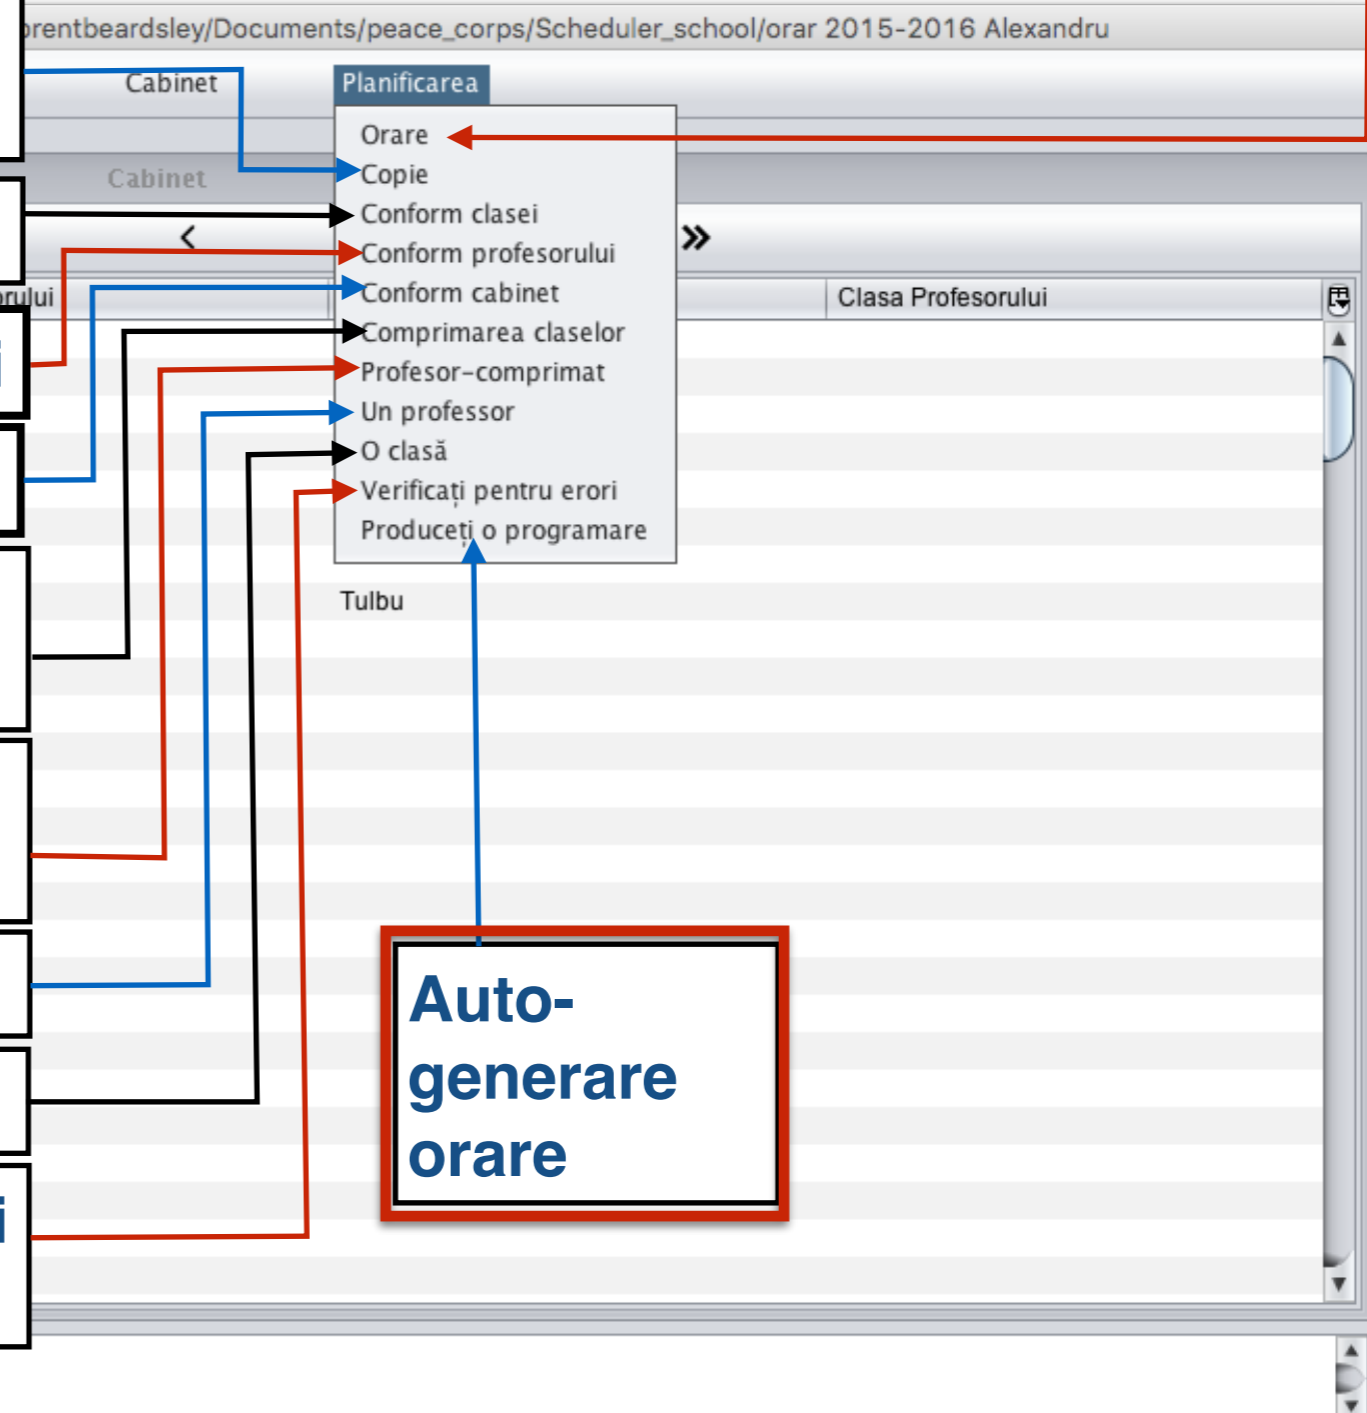 brentbeardsley/Documents/peace_corps/Scheduler_school/orar 2015-2016 Alexandru
Cabinet
Planificarea
Orare
Copie
Cabinet
Conform clasei
Conform profesorului
Conform cabinet
orului
Clasa Profesorului
Comprimarea claselor
Profesor-comprimat
Un professor
O clasă
Verificați pentru erori
Produceți o programare
Tulbu
Auto-
generare
orare
i
i